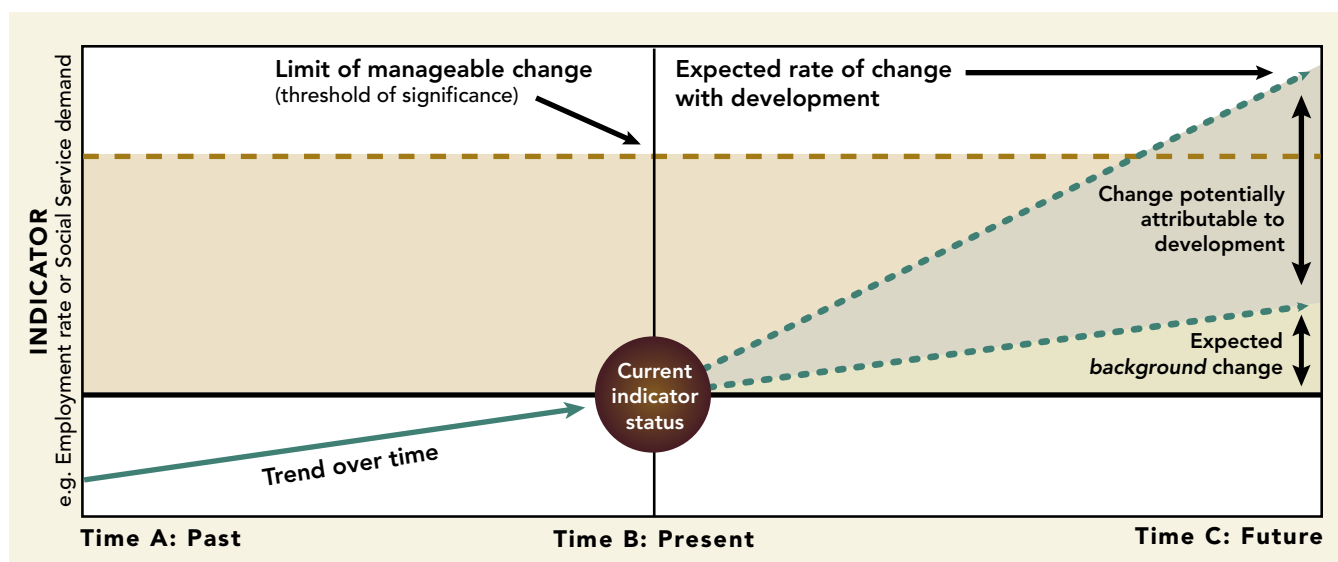 Limit of manageable change
(threshold of significance)
Expected rate of change
with development
INDICATOR
e.g. Employment rate or Social Service demand
Change potentially
attributable to
development
Expected
background change
Current
indicator
status
Trend over time
Time A: Past
Time B: Present
Time C: Future